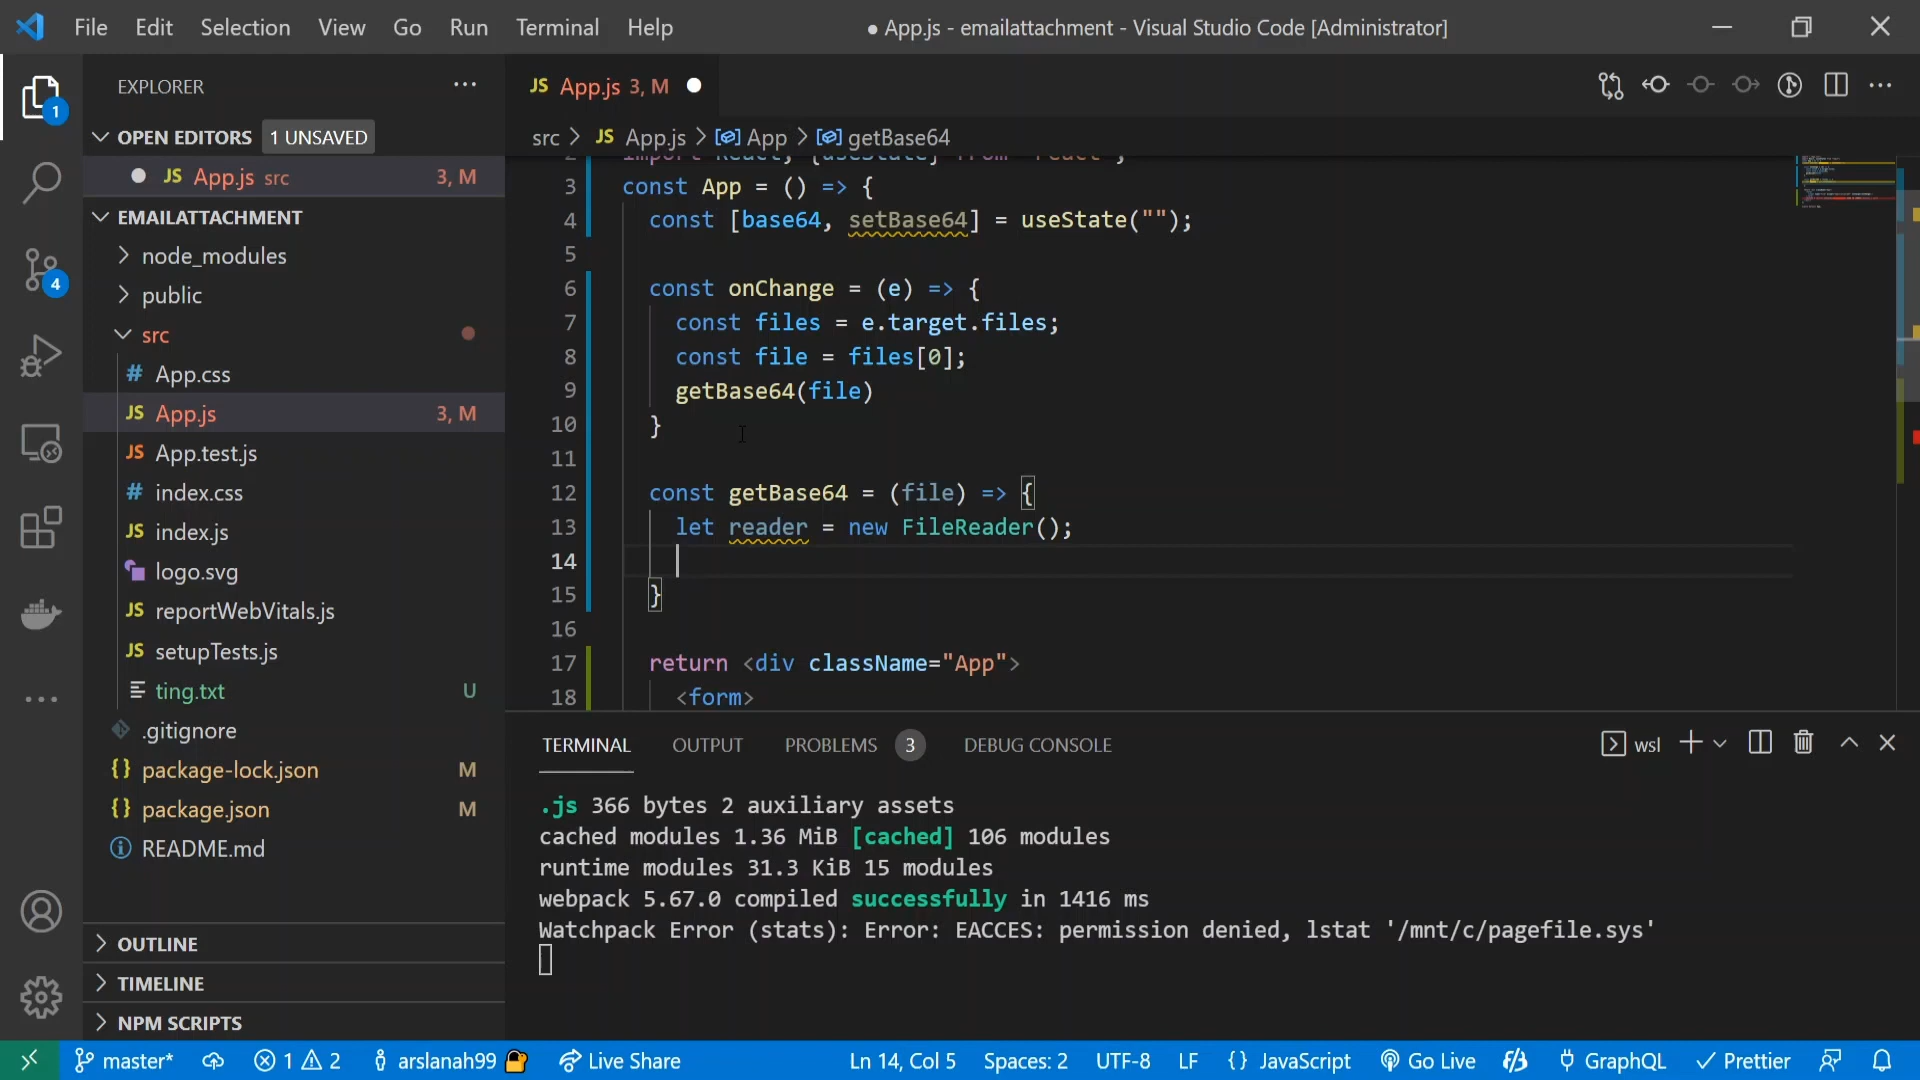 File Edit Selection View Go Run Terminal Help
● App.js - emailattachment - Visual Studio Code [Administrator]
EXPLORER
OPEN EDITORS 1 UNSAVED
JS App.js src 3, M
EMAILATTACHMENT
node_modules
public
src
# App.css
JS App.js 3, M
JS App.test.js
# index.css
JS index.js
logo.svg
JS reportWebVitals.js
JS setupTests.js
ting.txt U
.gitignore
{} package-lock.json M
{} package.json M
README.md
OUTLINE
TIMELINE
NPM SCRIPTS
1
4
JS App.js 3, M
src > JS App.js > App > getBase64
2 import React, {useState} from "react";
3 const App = () => {
4 const [base64, setBase64] = useState("");
5
6 const onChange = (e) => {
7 const files = e.target.files;
8 const file = files[0];
9 getBase64(file)
10 }
11
12 const getBase64 = (file) => {
13 let reader = new FileReader();
14
15 }
16
17 return <div className="App">
18 <form>
TERMINAL OUTPUT PROBLEMS 3 DEBUG CONSOLE
wsl
.js 366 bytes 2 auxiliary assets
cached modules 1.36 MiB [cached] 106 modules
runtime modules 31.3 KiB 15 modules
webpack 5.67.0 compiled successfully in 1416 ms
Watchpack Error (stats): Error: EACCES: permission denied, lstat '/mnt/c/pagefile.sys'
master* 1 2 arslanah99 Live Share Ln 14, Col 5 Spaces: 2 UTF-8 LF {} JavaScript Go Live GraphQL Prettier